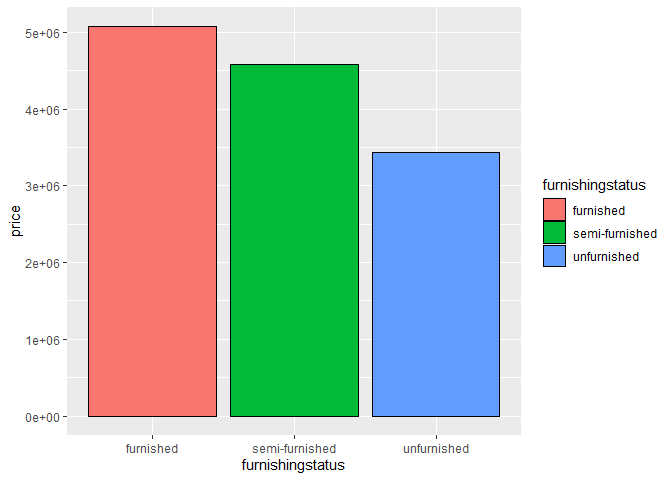 5e+06
4e+06
3e+06
2e+06
1e+06
0e+00
price
furnished
semi-furnished
unfurnished
furnishingstatus
furnishingstatus
furnished
semi-furnished
unfurnished